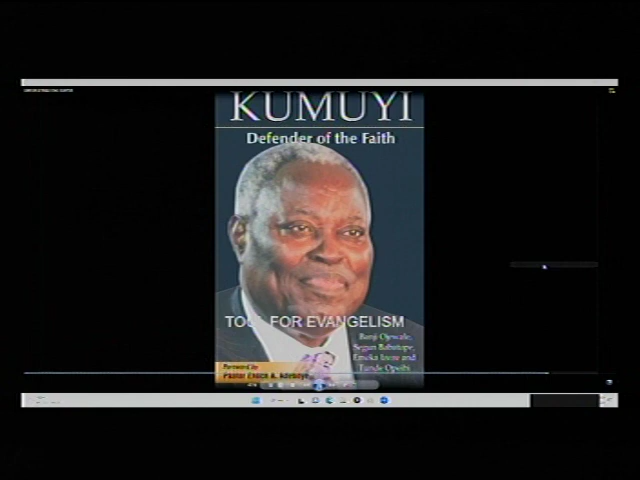 KUMUYI
Defender of the Faith
FOR EVANGELISM
Banji Ojewale,
Segun Babatope,
Emeka Izeze and
Tunde Opeibi
Foreword by
Pastor Enoch A. Adeboye